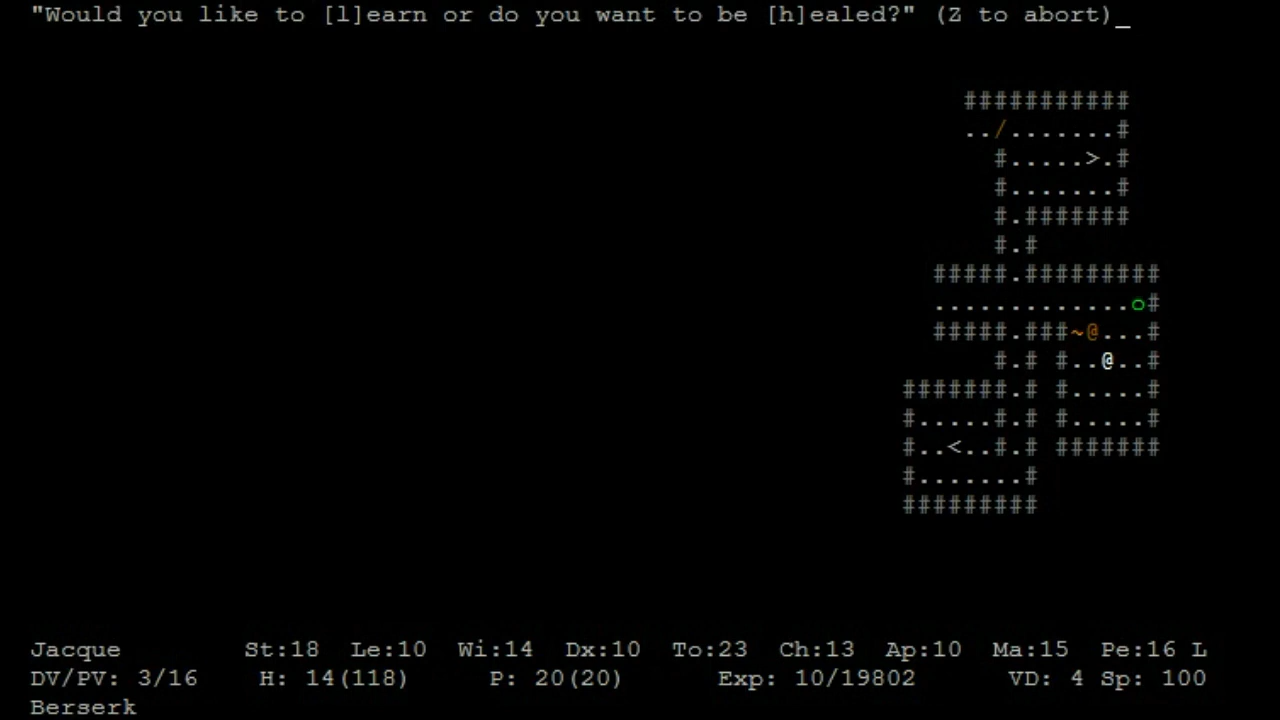 "Would you like to [l]earn or do you want to be [h]ealed?" (Z to abort)_
###########
../.......#
#.....>.#
#.......#
#.#######
#.#
#####.#########
.............o#
#####.###~@...#
#.# #..@..#
#######.# #.....#
#.....#.# #.....#
#..<..#.# #######
#.......#
#########
Jacque St:18 Le:10 Wi:14 Dx:10 To:23 Ch:13 Ap:10 Ma:15 Pe:16 L
DV/PV: 3/16 H: 14(118) P: 20(20) Exp: 10/19802 VD: 4 Sp: 100
Berserk